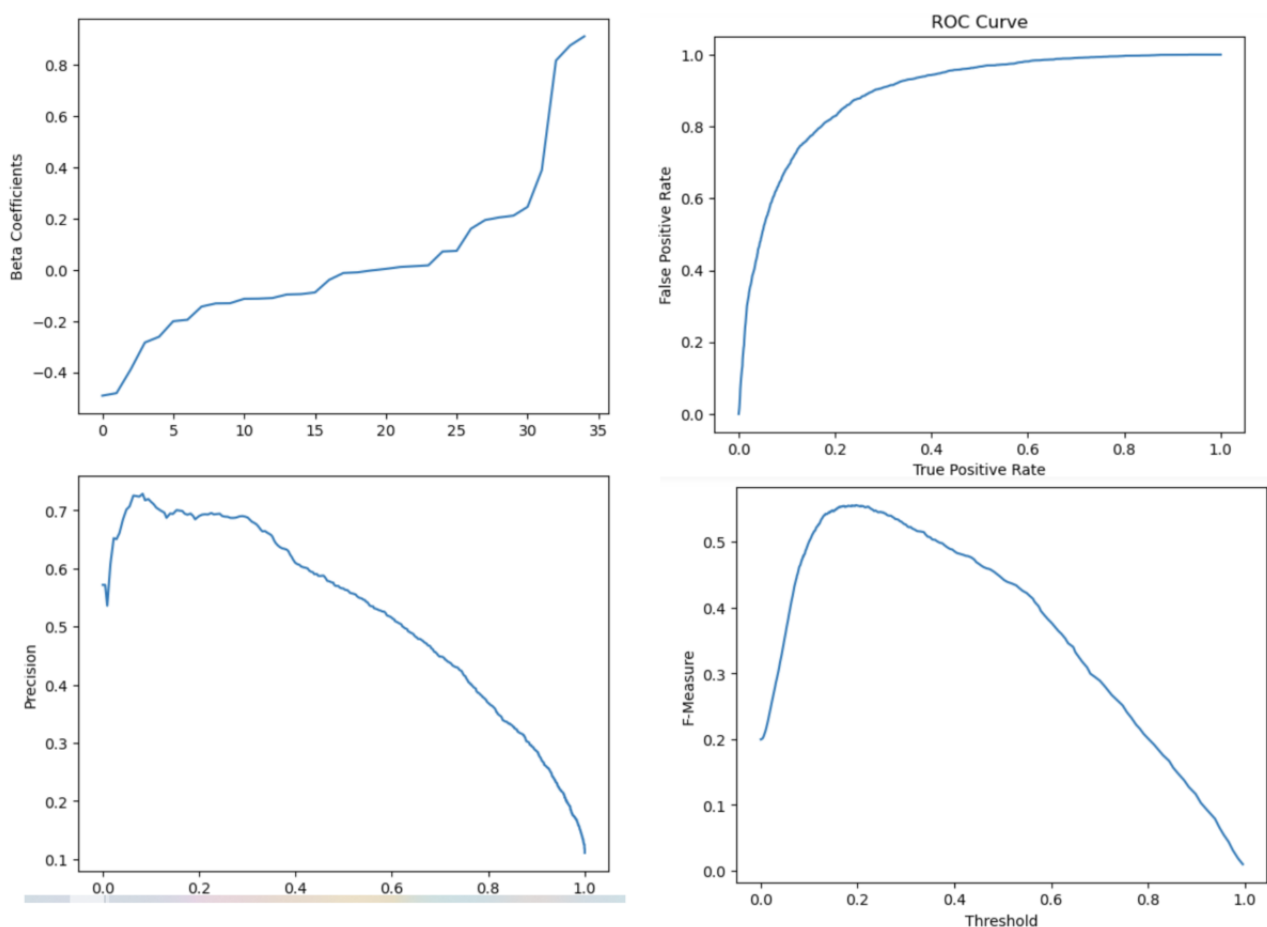 Beta Coefficients
0.8
0.6
0.4
0.2
0.0
−0.2
−0.4
0 5 10 15 20 25 30 35
ROC Curve
False Positive Rate
1.0
0.8
0.6
0.4
0.2
0.0
0.0 0.2 0.4 0.6 0.8 1.0
True Positive Rate
Precision
0.7
0.6
0.5
0.4
0.3
0.2
0.1
0.0 0.2 0.4 0.6 0.8 1.0
F-Measure
0.5
0.4
0.3
0.2
0.1
0.0
0.0 0.2 0.4 0.6 0.8 1.0
Threshold